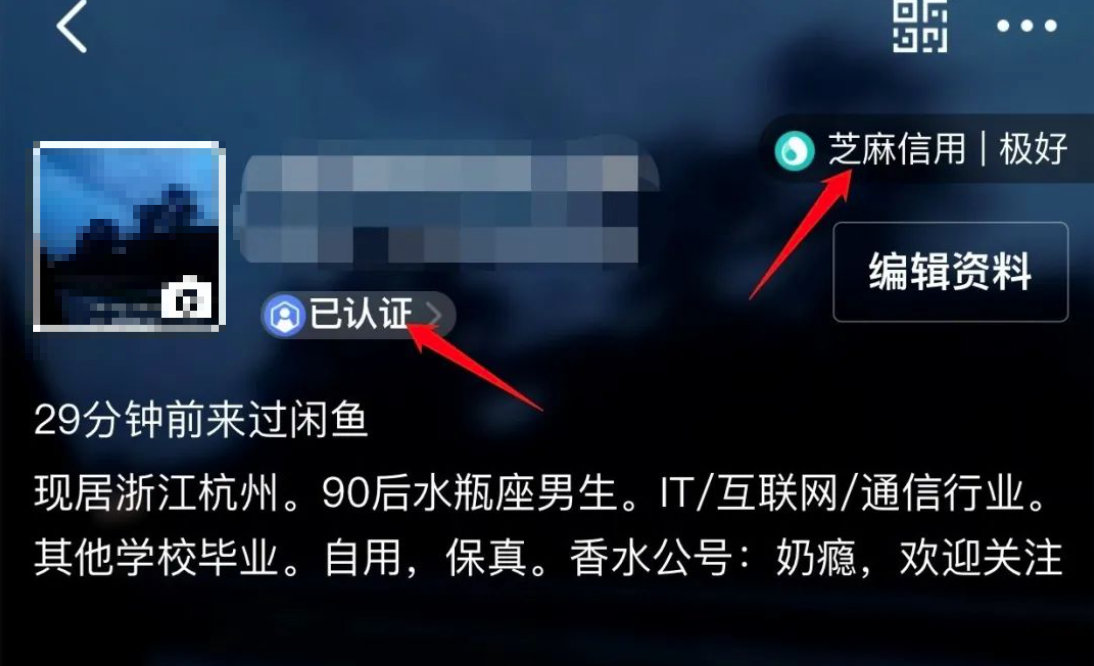 芝麻信用 | 极好
编辑资料
已认证
29分钟前来过闲鱼
现居浙江杭州。90后水瓶座男生。IT/互联网/通信行业。
其他学校毕业。自用，保真。香水公号：奶瘾，欢迎关注